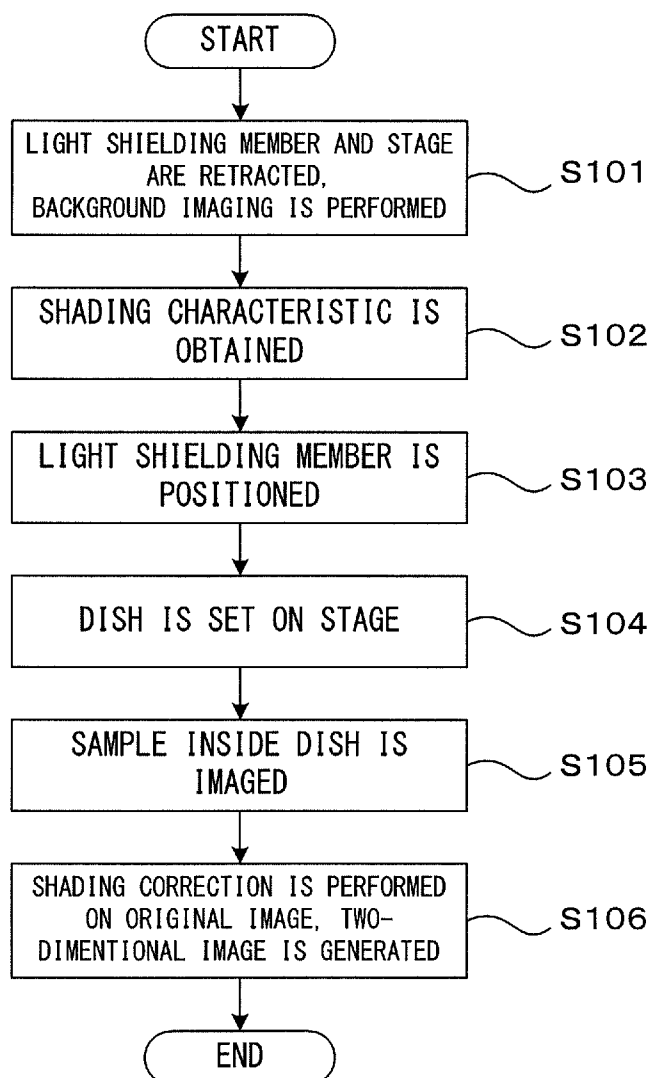 START
LIGHT SHIELDING MEMBER AND STAGE
ARE RETRACTED,
BACKGROUND IMAGING IS PERFORMED
S101
SHADING CHARACTERISTIC IS
OBTAINED
S102
LIGHT SHIELDING MEMBER IS
POSITIONED
S103
DISH IS SET ON STAGE
S104
SAMPLE INSIDE DISH IS
IMAGED
S105
SHADING CORRECTION IS PERFORMED
ON ORIGINAL IMAGE, TWO-
DIMENTIONAL IMAGE IS GENERATED
S106
END